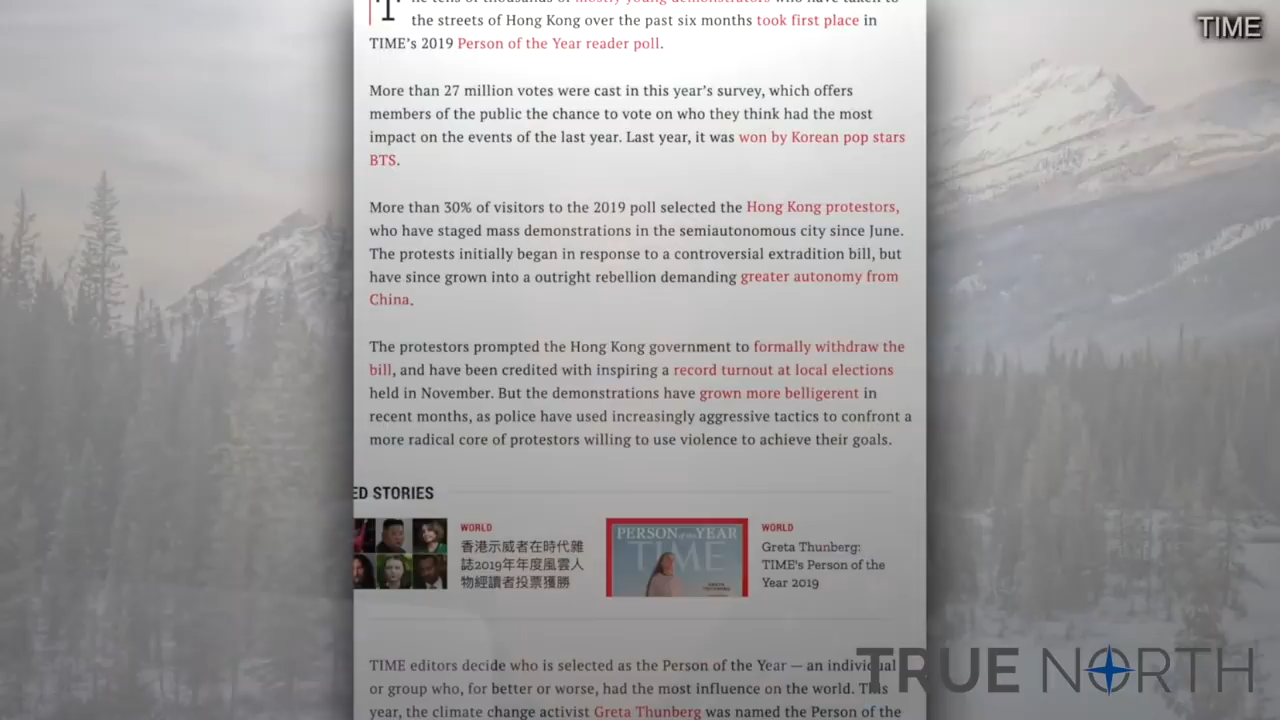 TIME
the streets of Hong Kong over the past six months took first place in
TIME's 2019 Person of the Year reader poll.
More than 27 million votes were cast in this year's survey, which offers
members of the public the chance to vote on who they think had the most
impact on the events of the last year. Last year, it was won by Korean pop stars
BTS.
More than 30% of visitors to the 2019 poll selected the Hong Kong protestors,
who have staged mass demonstrations in the semiautonomous city since June.
The protests initially began in response to a controversial extradition bill, but
have since grown into a outright rebellion demanding greater autonomy from
China.
The protestors prompted the Hong Kong government to formally withdraw the
bill, and have been credited with inspiring a record turnout at local elections
held in November. But the demonstrations have grown more belligerent in
recent months, as police have used increasingly aggressive tactics to confront a
more radical core of protestors willing to use violence to achieve their goals.
ED STORIES
WORLD
香港示威者在時代雜
誌2019年年度風雲人
物經讀者投票獲勝
PERSON of the YEAR
TIME
WORLD
Greta Thunberg:
TIME's Person of the
Year 2019
TIME editors decide who is selected as the Person of the Year — an individual
or group who, for better or worse, had the most influence on the world. This
year, the climate change activist Greta Thunberg was named the Person of the
TRUE NORTH